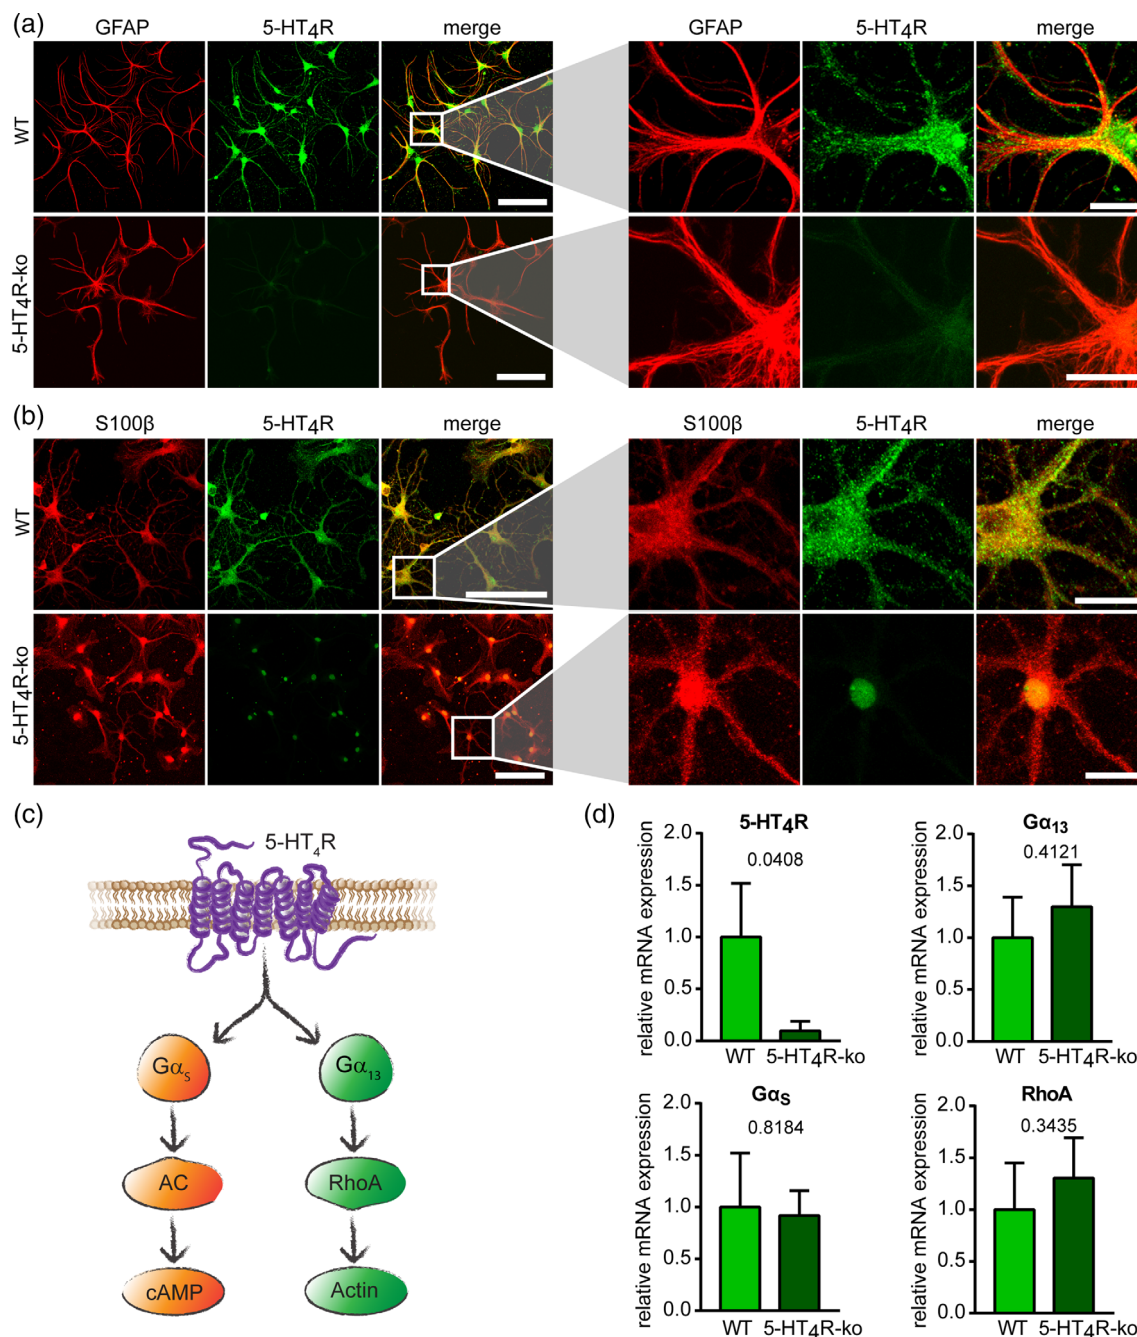 (a)
GFAP 5-HT4R merge GFAP 5-HT4R merge
WT
5-HT4R-ko
(b)
S100β 5-HT4R merge S100β 5-HT4R merge
WT
5-HT4R-ko
(c)
5-HT4R
Gαs Gα13
AC RhoA
cAMP Actin
(d)
5-HT4R
0.0408
relative mRNA expression
2.0
1.5
1.0
0.5
0.0
WT 5-HT4R-ko
Gα13
0.4121
relative mRNA expression
2.0
1.5
1.0
0.5
0.0
WT 5-HT4R-ko
GαS
0.8184
relative mRNA expression
2.0
1.5
1.0
0.5
0.0
WT 5-HT4R-ko
RhoA
0.3435
relative mRNA expression
2.0
1.5
1.0
0.5
0.0
WT 5-HT4R-ko